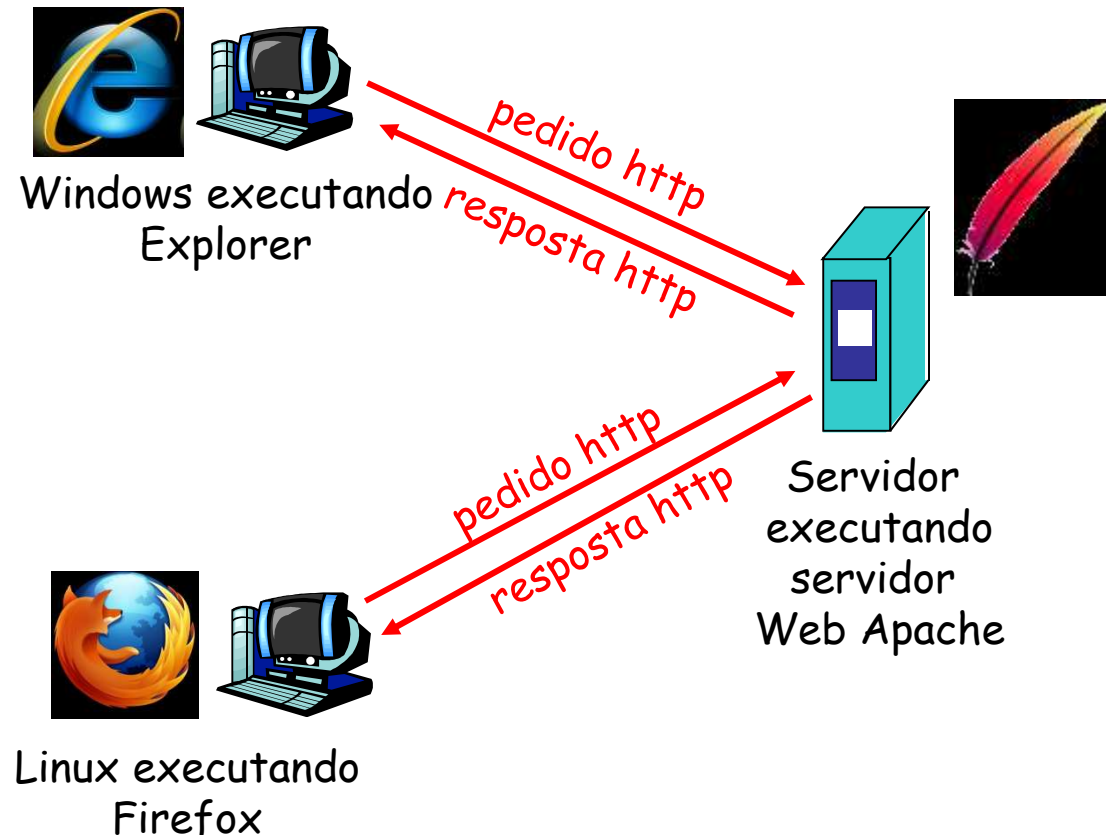 pedido http
Windows executando
Explorer
resposta http
pedido http
resposta http
Servidor
executando
servidor
Web Apache
Linux executando
Firefox